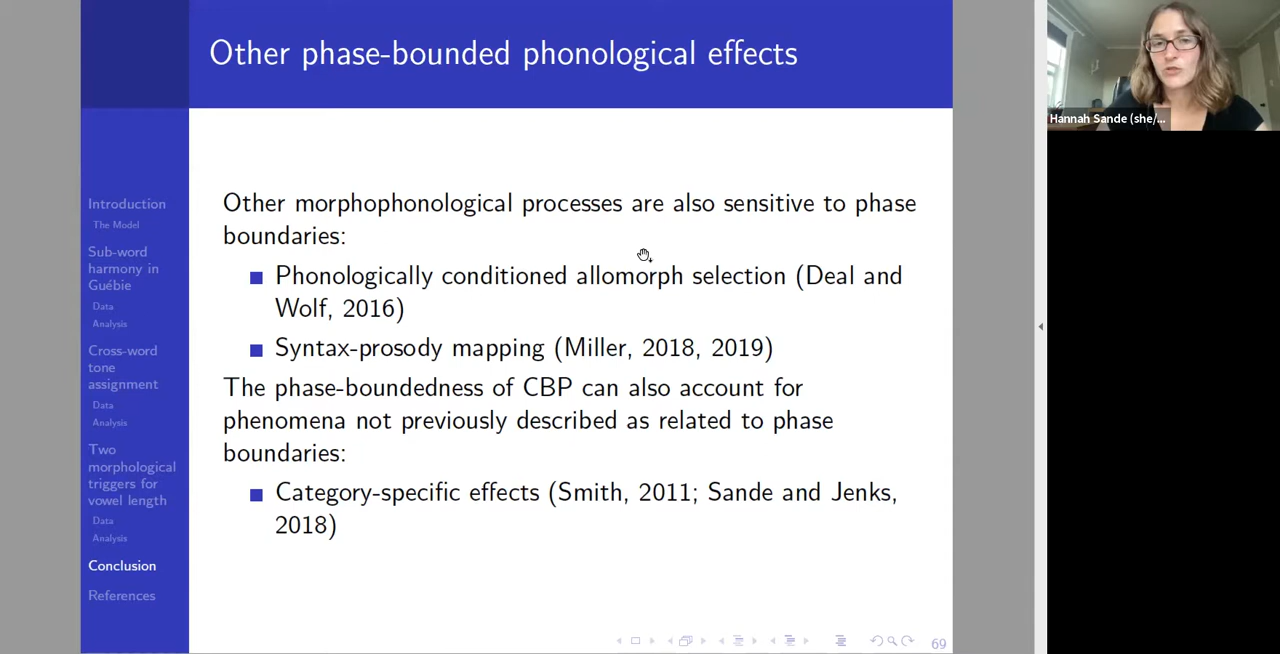 Other phase-bounded phonological effects
Hannah Sande (she/...
Introduction
The Model
Sub-word
harmony in
Guébie
Data
Analysis
Cross-word
tone
assignment
Data
Analysis
Two
morphological
triggers for
vowel length
Data
Analysis
Conclusion
References
Other morphophonological processes are also sensitive to phase
boundaries:
Phonologically conditioned allomorph selection (Deal and
Wolf, 2016)
Syntax-prosody mapping (Miller, 2018, 2019)
The phase-boundedness of CBP can also account for
phenomena not previously described as related to phase
boundaries:
Category-specific effects (Smith, 2011; Sande and Jenks,
2018)
69